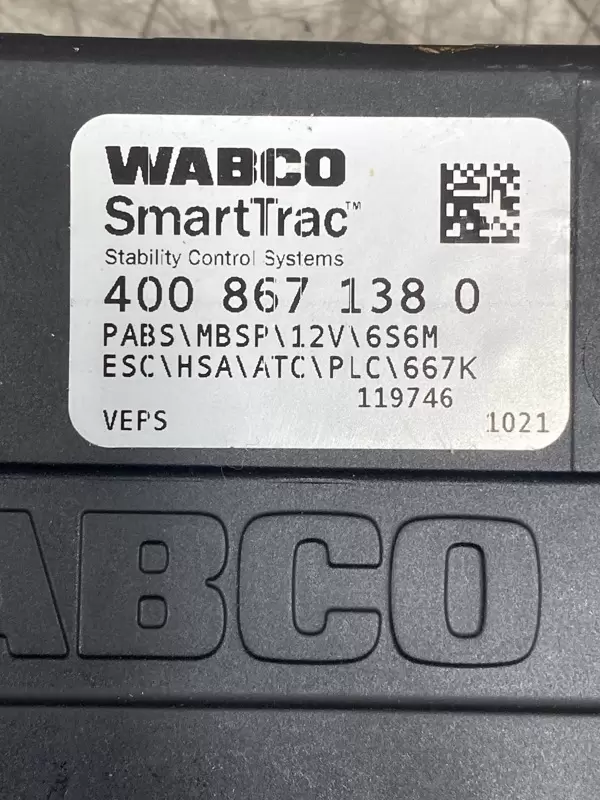 WABCO
SmartTrac™
Stability Control Systems
400 867 138 0
PABS\MBSP\12V\6S6M
ESC\HSA\ATC\PLC\667K
119746
VEPS 1021
ABCO